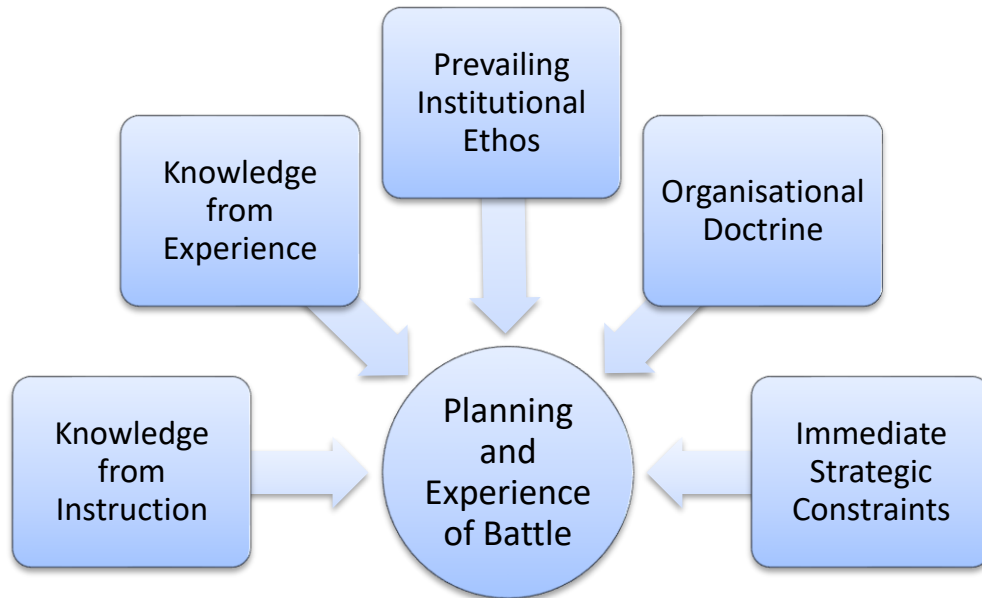 Prevailing
Institutional
Ethos
Knowledge
from
Experience
Organisational
Doctrine
Knowledge
from
Instruction
Planning
and
Experience
of Battle
Immediate
Strategic
Constraints